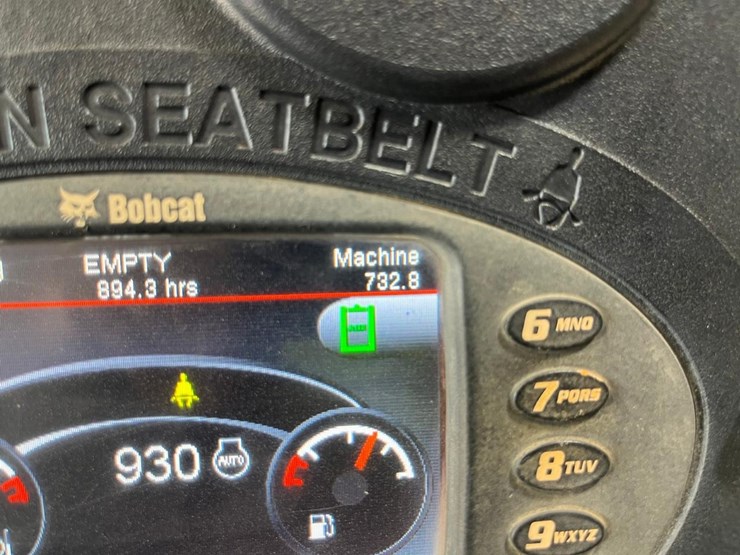 N SEATBELT
Bobcat
EMPTY
894.3 hrs
Machine
732.8
930 AUTO
6 MNO
7 PQRS
8 TUV
9 WXYZ